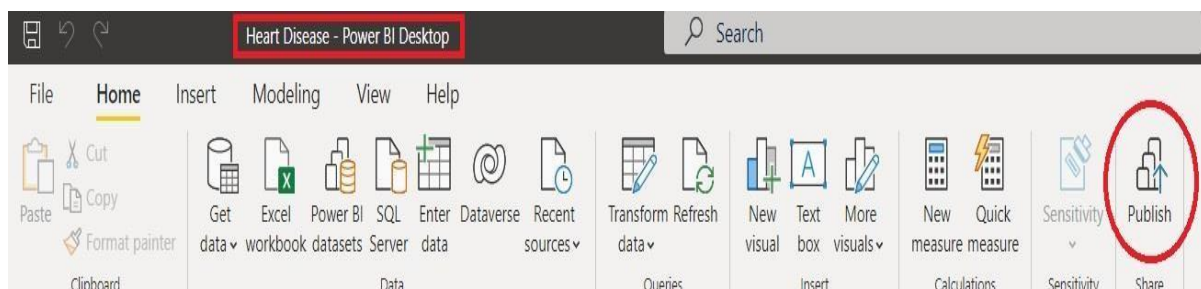 Heart Disease - Power BI Desktop
Search
File Home Insert Modeling View Help
Paste
Cut
Copy
Format painter
Clipboard
Get data
Excel workbook
Power BI datasets
SQL Server
Enter data
Dataverse
Recent sources
Data
Transform data
Refresh
Queries
New visual
A
Text box
More visuals
Insert
New measure
Quick measure
Calculations
Sensitivity
Sensitivity
Publish
Share